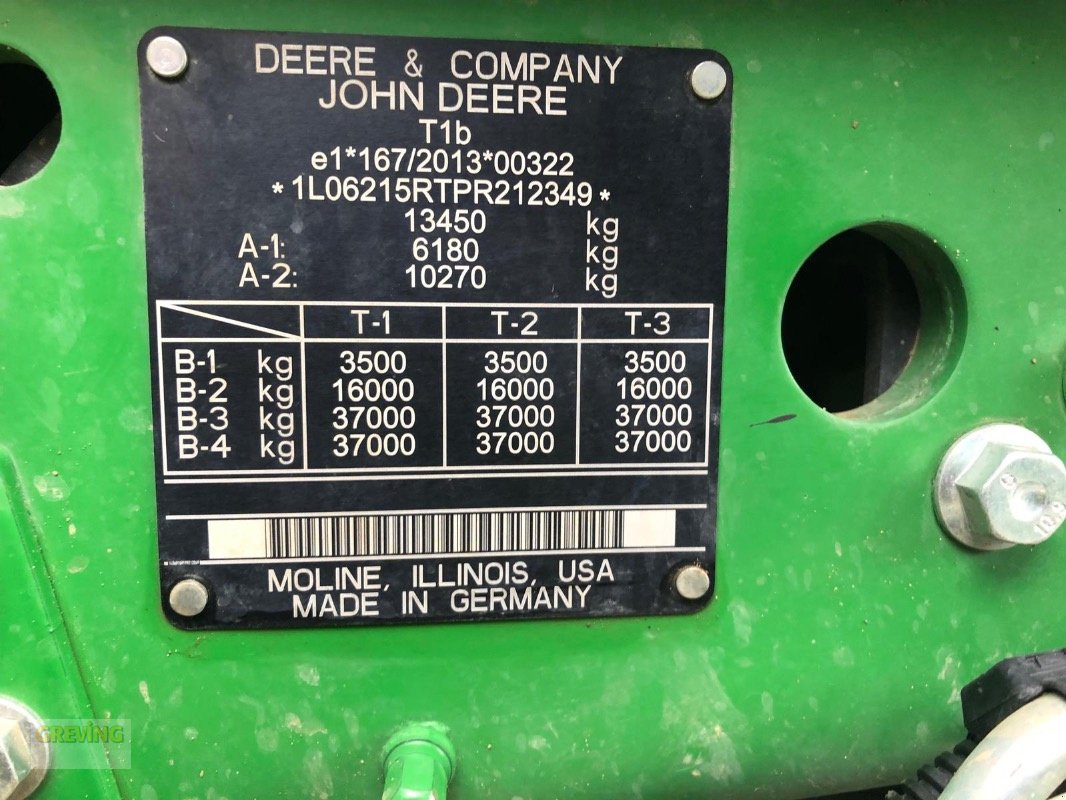 DEERE & COMPANY
JOHN DEERE
T1b
e1*167/2013*00322
*1L06215RTPR212349*
13450 kg
A-1: 6180 kg
A-2: 10270 kg
T-1 T-2 T-3
B-1 kg 3500 3500 3500
B-2 kg 16000 16000 16000
B-3 kg 37000 37000 37000
B-4 kg 37000 37000 37000
MOLINE, ILLINOIS, USA
MADE IN GERMANY
10.9
GREVING